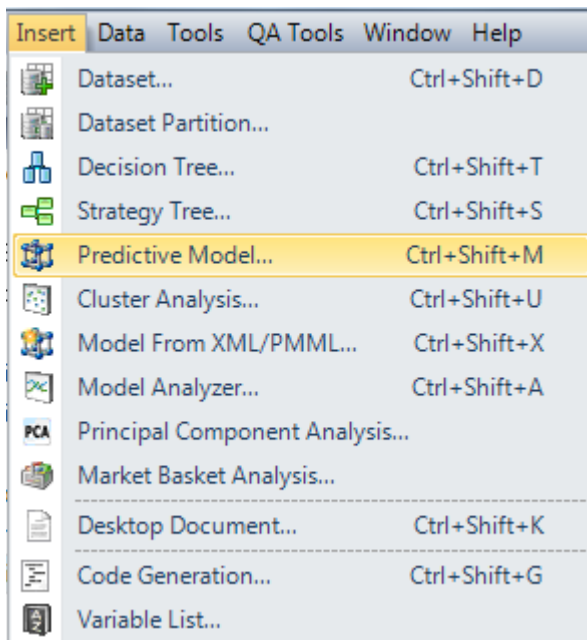 Insert Data Tools QA Tools Window Help
Dataset... Ctrl+Shift+D
Dataset Partition...
Decision Tree... Ctrl+Shift+T
Strategy Tree... Ctrl+Shift+S
Predictive Model... Ctrl+Shift+M
Cluster Analysis... Ctrl+Shift+U
Model From XML/PMML... Ctrl+Shift+X
Model Analyzer... Ctrl+Shift+A
PCA Principal Component Analysis...
Market Basket Analysis...
Desktop Document... Ctrl+Shift+K
Code Generation... Ctrl+Shift+G
Variable List...